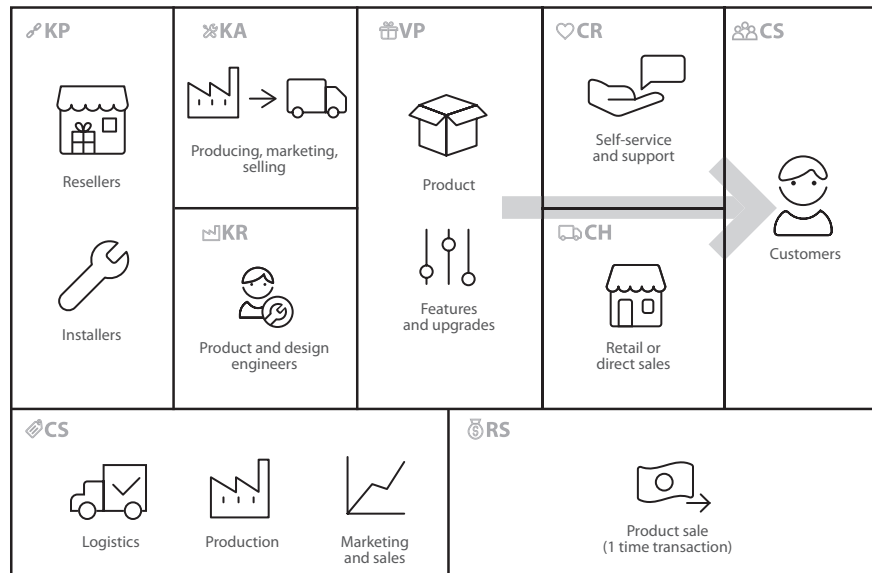 KP
Resellers
Installers
KA
Producing, marketing,
selling
KR
Product and design
engineers
VP
Product
Features
and upgrades
CR
Self-service
and support
CH
Retail or
direct sales
CS
Customers
CS
Logistics
Production
Marketing
and sales
RS
Product sale
(1 time transaction)